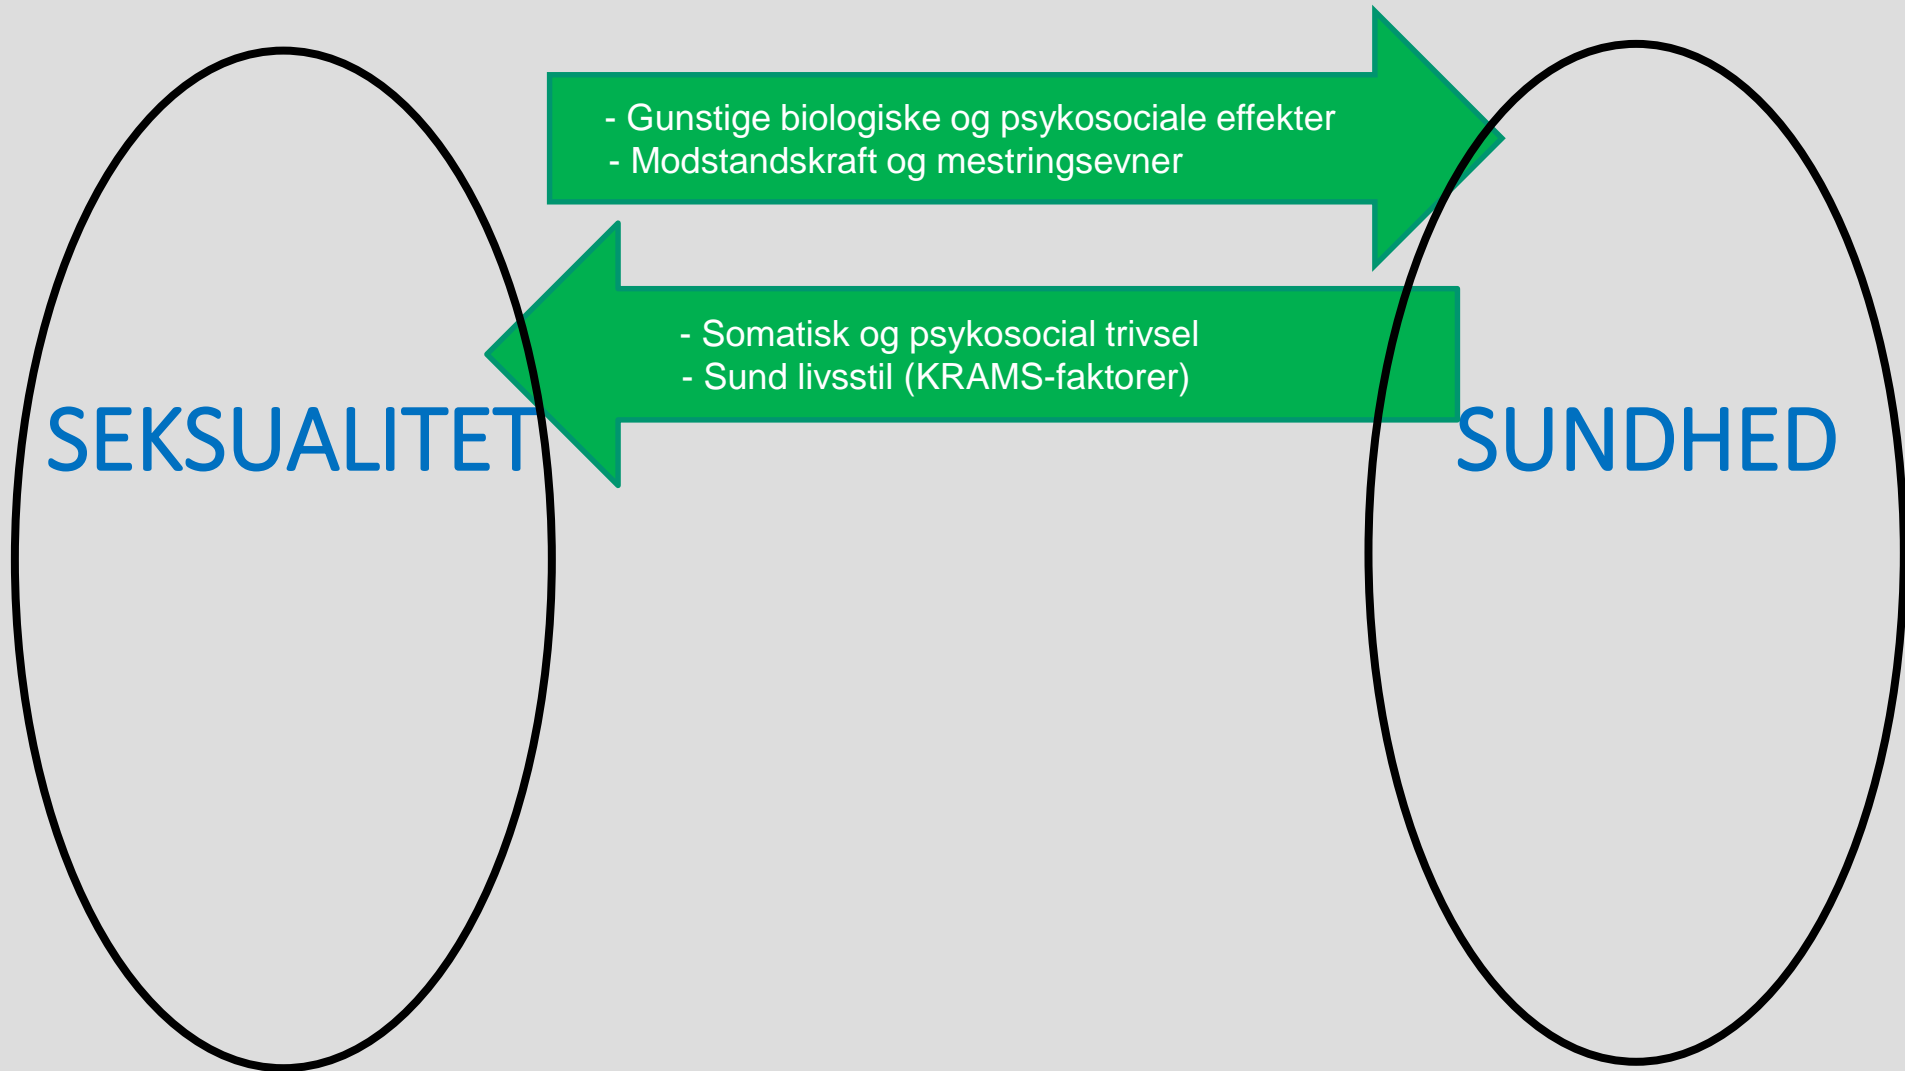 - Gunstige biologiske og psykosociale effekter
- Modstandskraft og mestringsevner
- Somatisk og psykosocial trivsel
- Sund livsstil (KRAMS-faktorer)
SEKSUALITET
SUNDHED